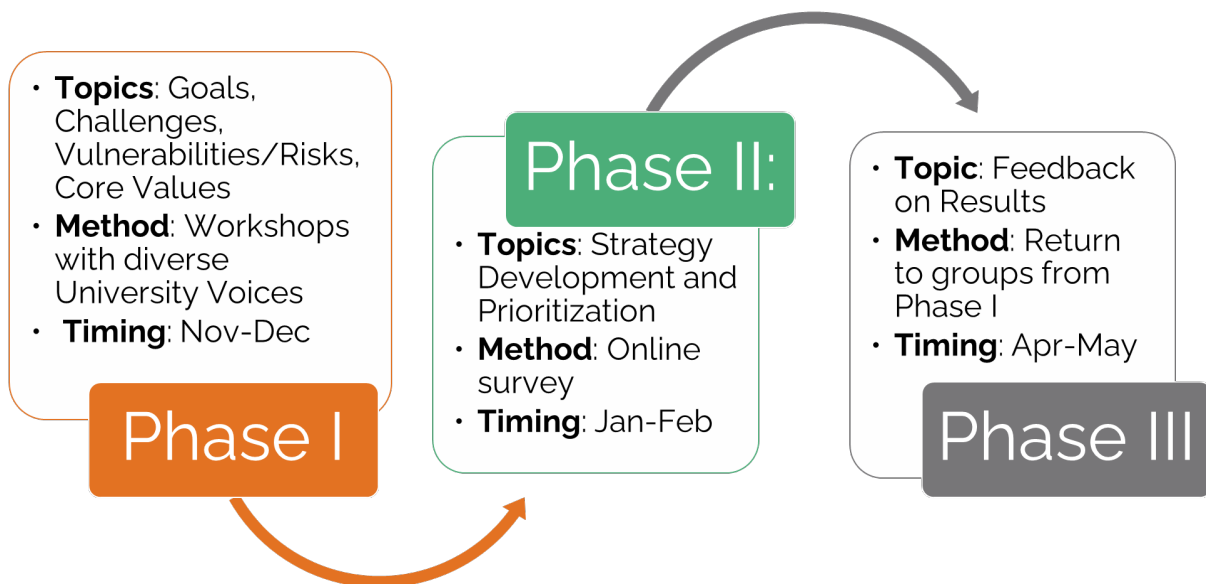 • Topics: Goals,
Challenges,
Vulnerabilities/Risks,
Core Values
• Method: Workshops
with diverse
University Voices
• Timing: Nov-Dec
Phase I
Phase II:
• Topics: Strategy
Development and
Prioritization
• Method: Online
survey
• Timing: Jan-Feb
• Topic: Feedback
on Results
• Method: Return
to groups from
Phase I
• Timing: Apr-May
Phase III